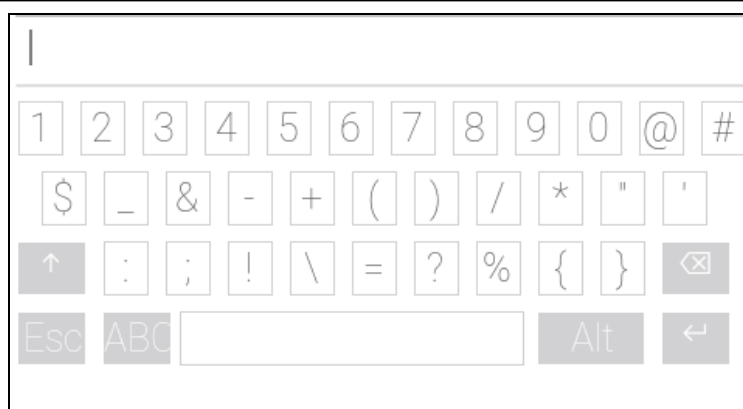 1 2 3 4 5 6 7 8 9 0 @ #
$ _ & - + ( ) / * " '
↑ : ; ! \ = ? % { } ⌫
Esc ABC Alt ↵